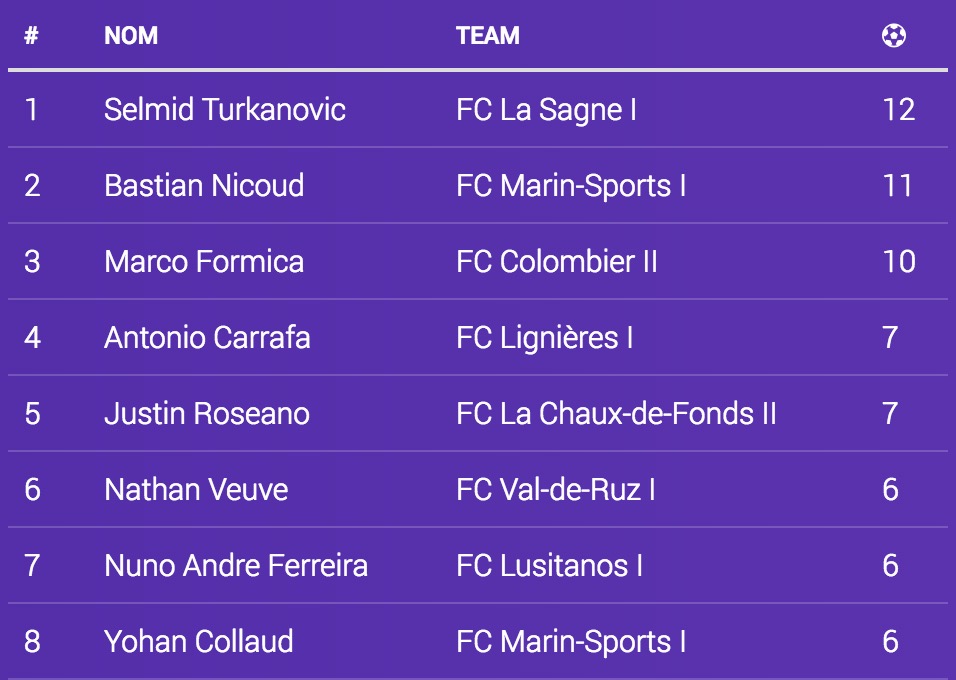 # NOM TEAM
1 Selmid Turkanovic FC La Sagne I 12
2 Bastian Nicoud FC Marin-Sports I 11
3 Marco Formica FC Colombier II 10
4 Antonio Carrafa FC Lignières I 7
5 Justin Roseano FC La Chaux-de-Fonds II 7
6 Nathan Veuve FC Val-de-Ruz I 6
7 Nuno Andre Ferreira FC Lusitanos I 6
8 Yohan Collaud FC Marin-Sports I 6